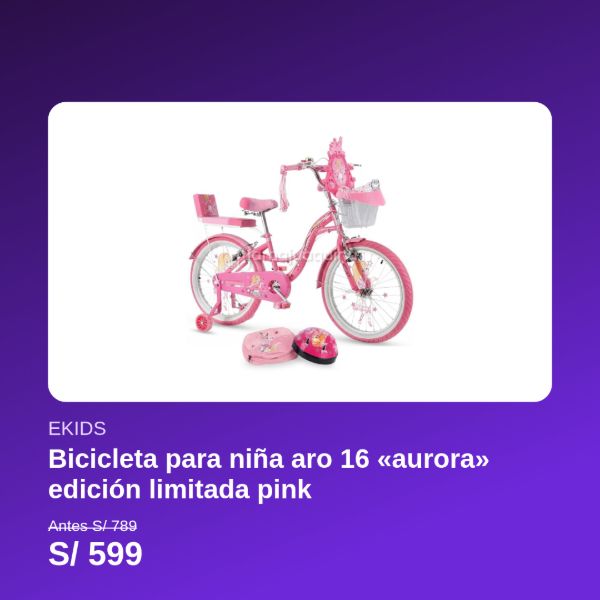 EKIDS
Bicicleta para niña aro 16 «aurora»
edición limitada pink
Antes S/ 789
S/ 599